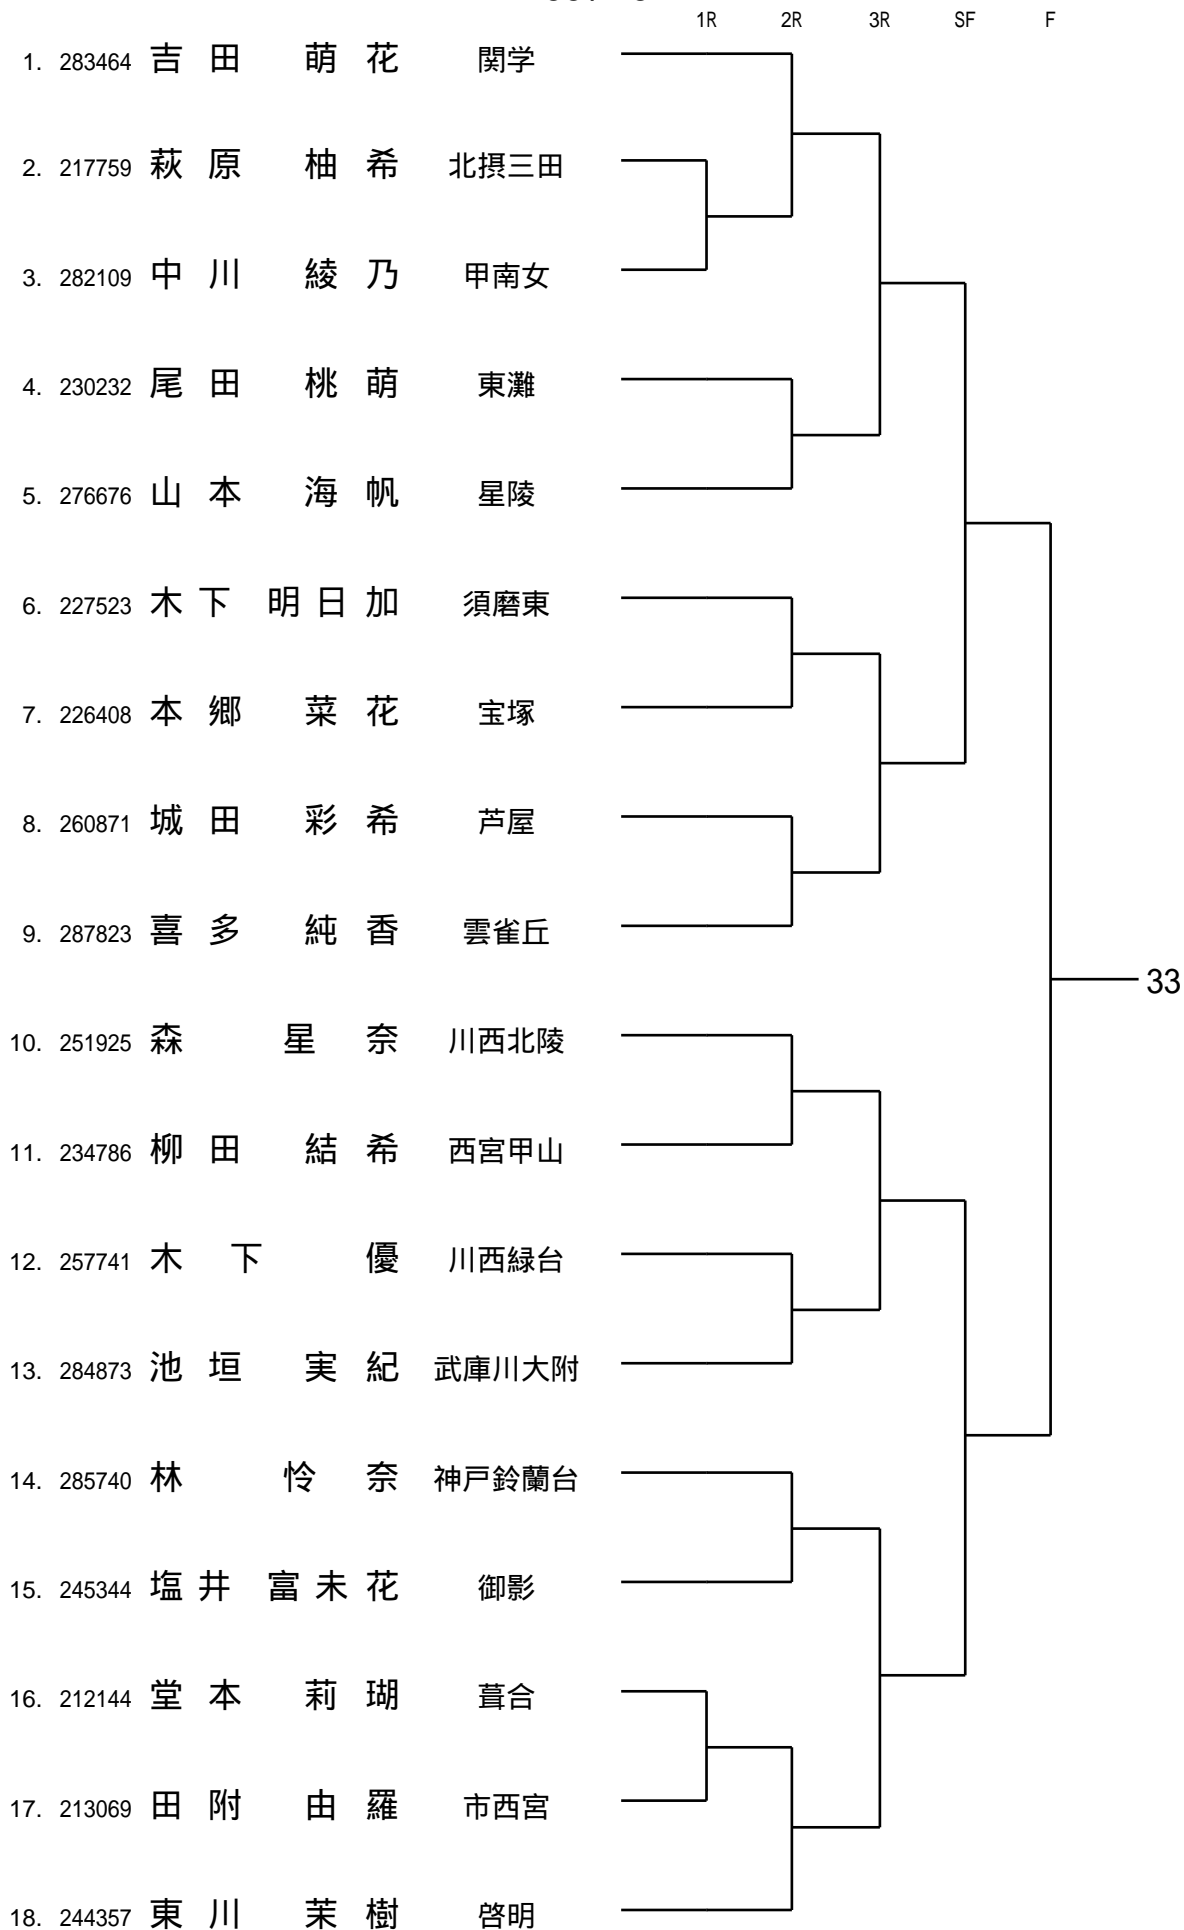 1R 2R 3R SF F
1. 283464 吉田 萌花 関学
2. 217759 萩原 柚希 北摂三田
3. 282109 中川 綾乃 甲南女
4. 230232 尾田 桃萌 東灘
5. 276676 山本 海帆 星陵
6. 227523 木下 明日加 須磨東
7. 226408 本郷 菜花 宝塚
8. 260871 城田 彩希 芦屋
9. 287823 喜多 純香 雲雀丘
33
10. 251925 森 星奈 川西北陵
11. 234786 柳田 結希 西宮甲山
12. 257741 木下 優 川西緑台
13. 284873 池垣 実紀 武庫川大附
14. 285740 林 怜奈 神戸鈴蘭台
15. 245344 塩井 富未花 御影
16. 212144 堂本 莉瑚 葺合
17. 213069 田附 由羅 市西宮
18. 244357 東川 茉樹 啓明